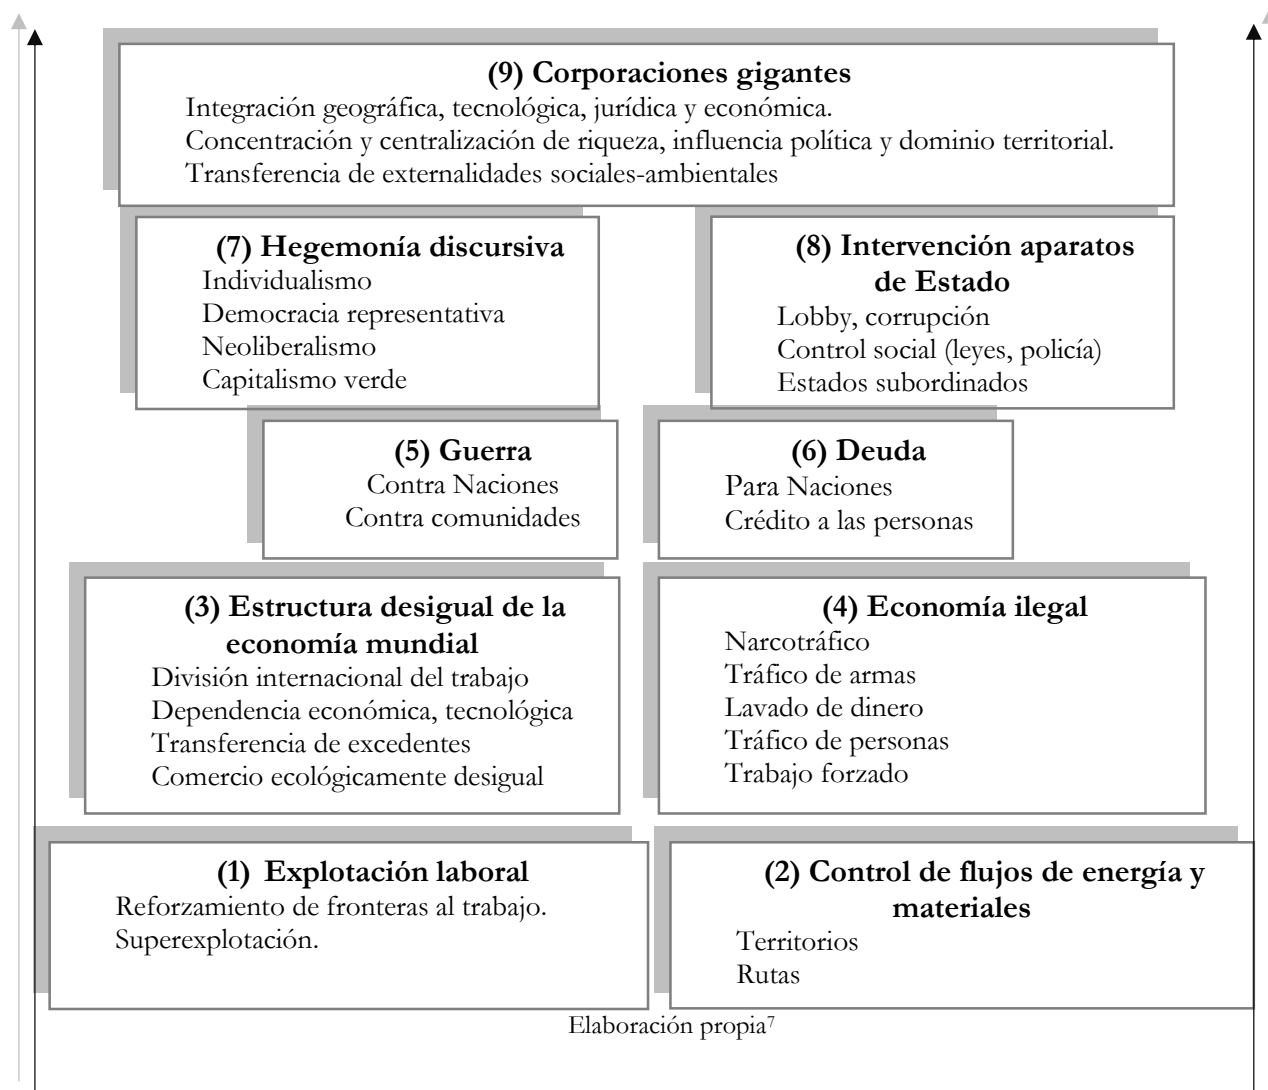 (9) Corporaciones gigantes
Integración geográfica, tecnológica, jurídica y económica.
Concentración y centralización de riqueza, influencia política y dominio territorial.
Transferencia de externalidades sociales-ambientales
(7) Hegemonía discursiva
Individualismo
Democracia representativa
Neoliberalismo
Capitalismo verde
(8) Intervención aparatos
de Estado
Lobby, corrupción
Control social (leyes, policía)
Estados subordinados
(5) Guerra
Contra Naciones
Contra comunidades
(6) Deuda
Para Naciones
Crédito a las personas
(3) Estructura desigual de la
economía mundial
División internacional del trabajo
Dependencia económica, tecnológica
Transferencia de excedentes
Comercio ecológicamente desigual
(4) Economía ilegal
Narcotráfico
Tráfico de armas
Lavado de dinero
Tráfico de personas
Trabajo forzado
(1) Explotación laboral
Reforzamiento de fronteras al trabajo.
Superexplotación.
(2) Control de flujos de energía y
materiales
Territorios
Rutas
Elaboración propia⁷